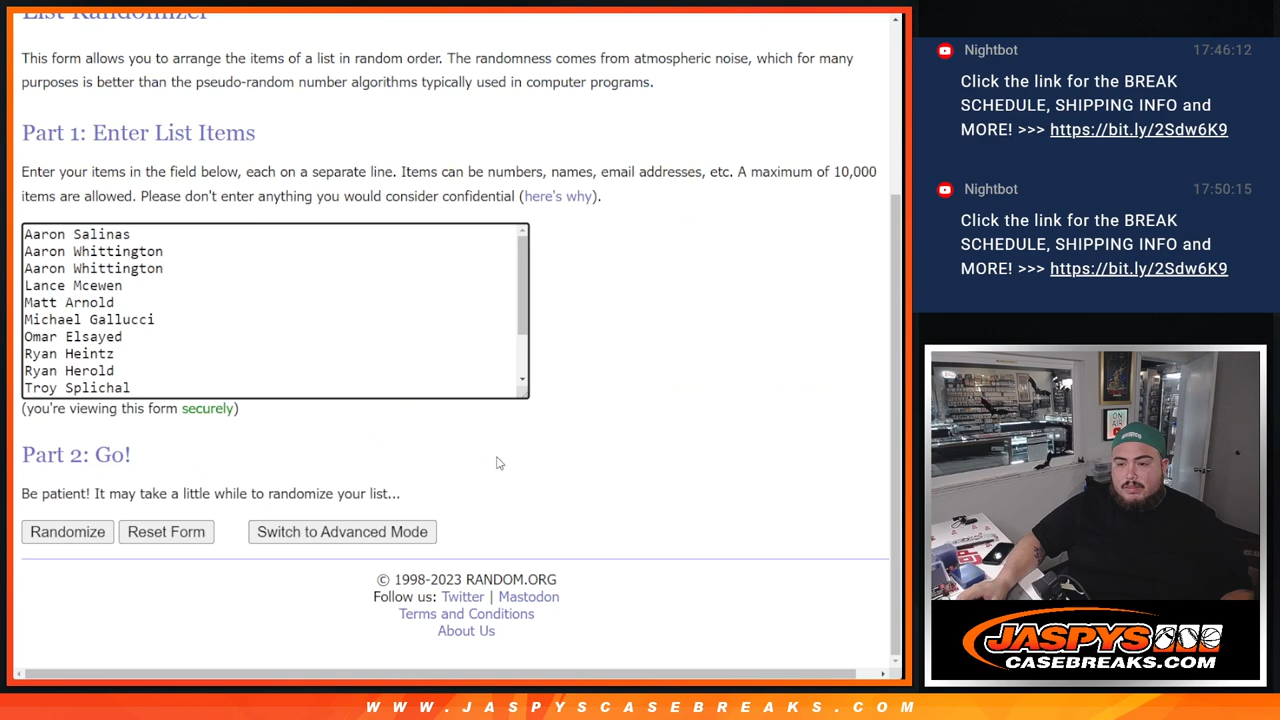 List Randomizer
This form allows you to arrange the items of a list in random order. The randomness comes from atmospheric noise, which for many
purposes is better than the pseudo-random number algorithms typically used in computer programs.
Part 1: Enter List Items
Enter your items in the field below, each on a separate line. Items can be numbers, names, email addresses, etc. A maximum of 10,000
items are allowed. Please don't enter anything you would consider confidential (here's why).
Aaron Salinas
Aaron Whittington
Aaron Whittington
Lance Mcewen
Matt Arnold
Michael Gallucci
Omar Elsayed
Ryan Heintz
Ryan Herold
Troy Splichal
(you're viewing this form securely)
Part 2: Go!
Be patient! It may take a little while to randomize your list...
Randomize Reset Form Switch to Advanced Mode
© 1998-2023 RANDOM.ORG
Follow us: Twitter | Mastodon
Terms and Conditions
About Us
Nightbot 17:46:12
Click the link for the BREAK
SCHEDULE, SHIPPING INFO and
MORE! >>> https://bit.ly/2Sdw6K9
Nightbot 17:50:15
Click the link for the BREAK
SCHEDULE, SHIPPING INFO and
MORE! >>> https://bit.ly/2Sdw6K9
ON
AIR
JASPYS
CASEBREAKS.COM
WWW.JASPYSCASEBREAKS.COM